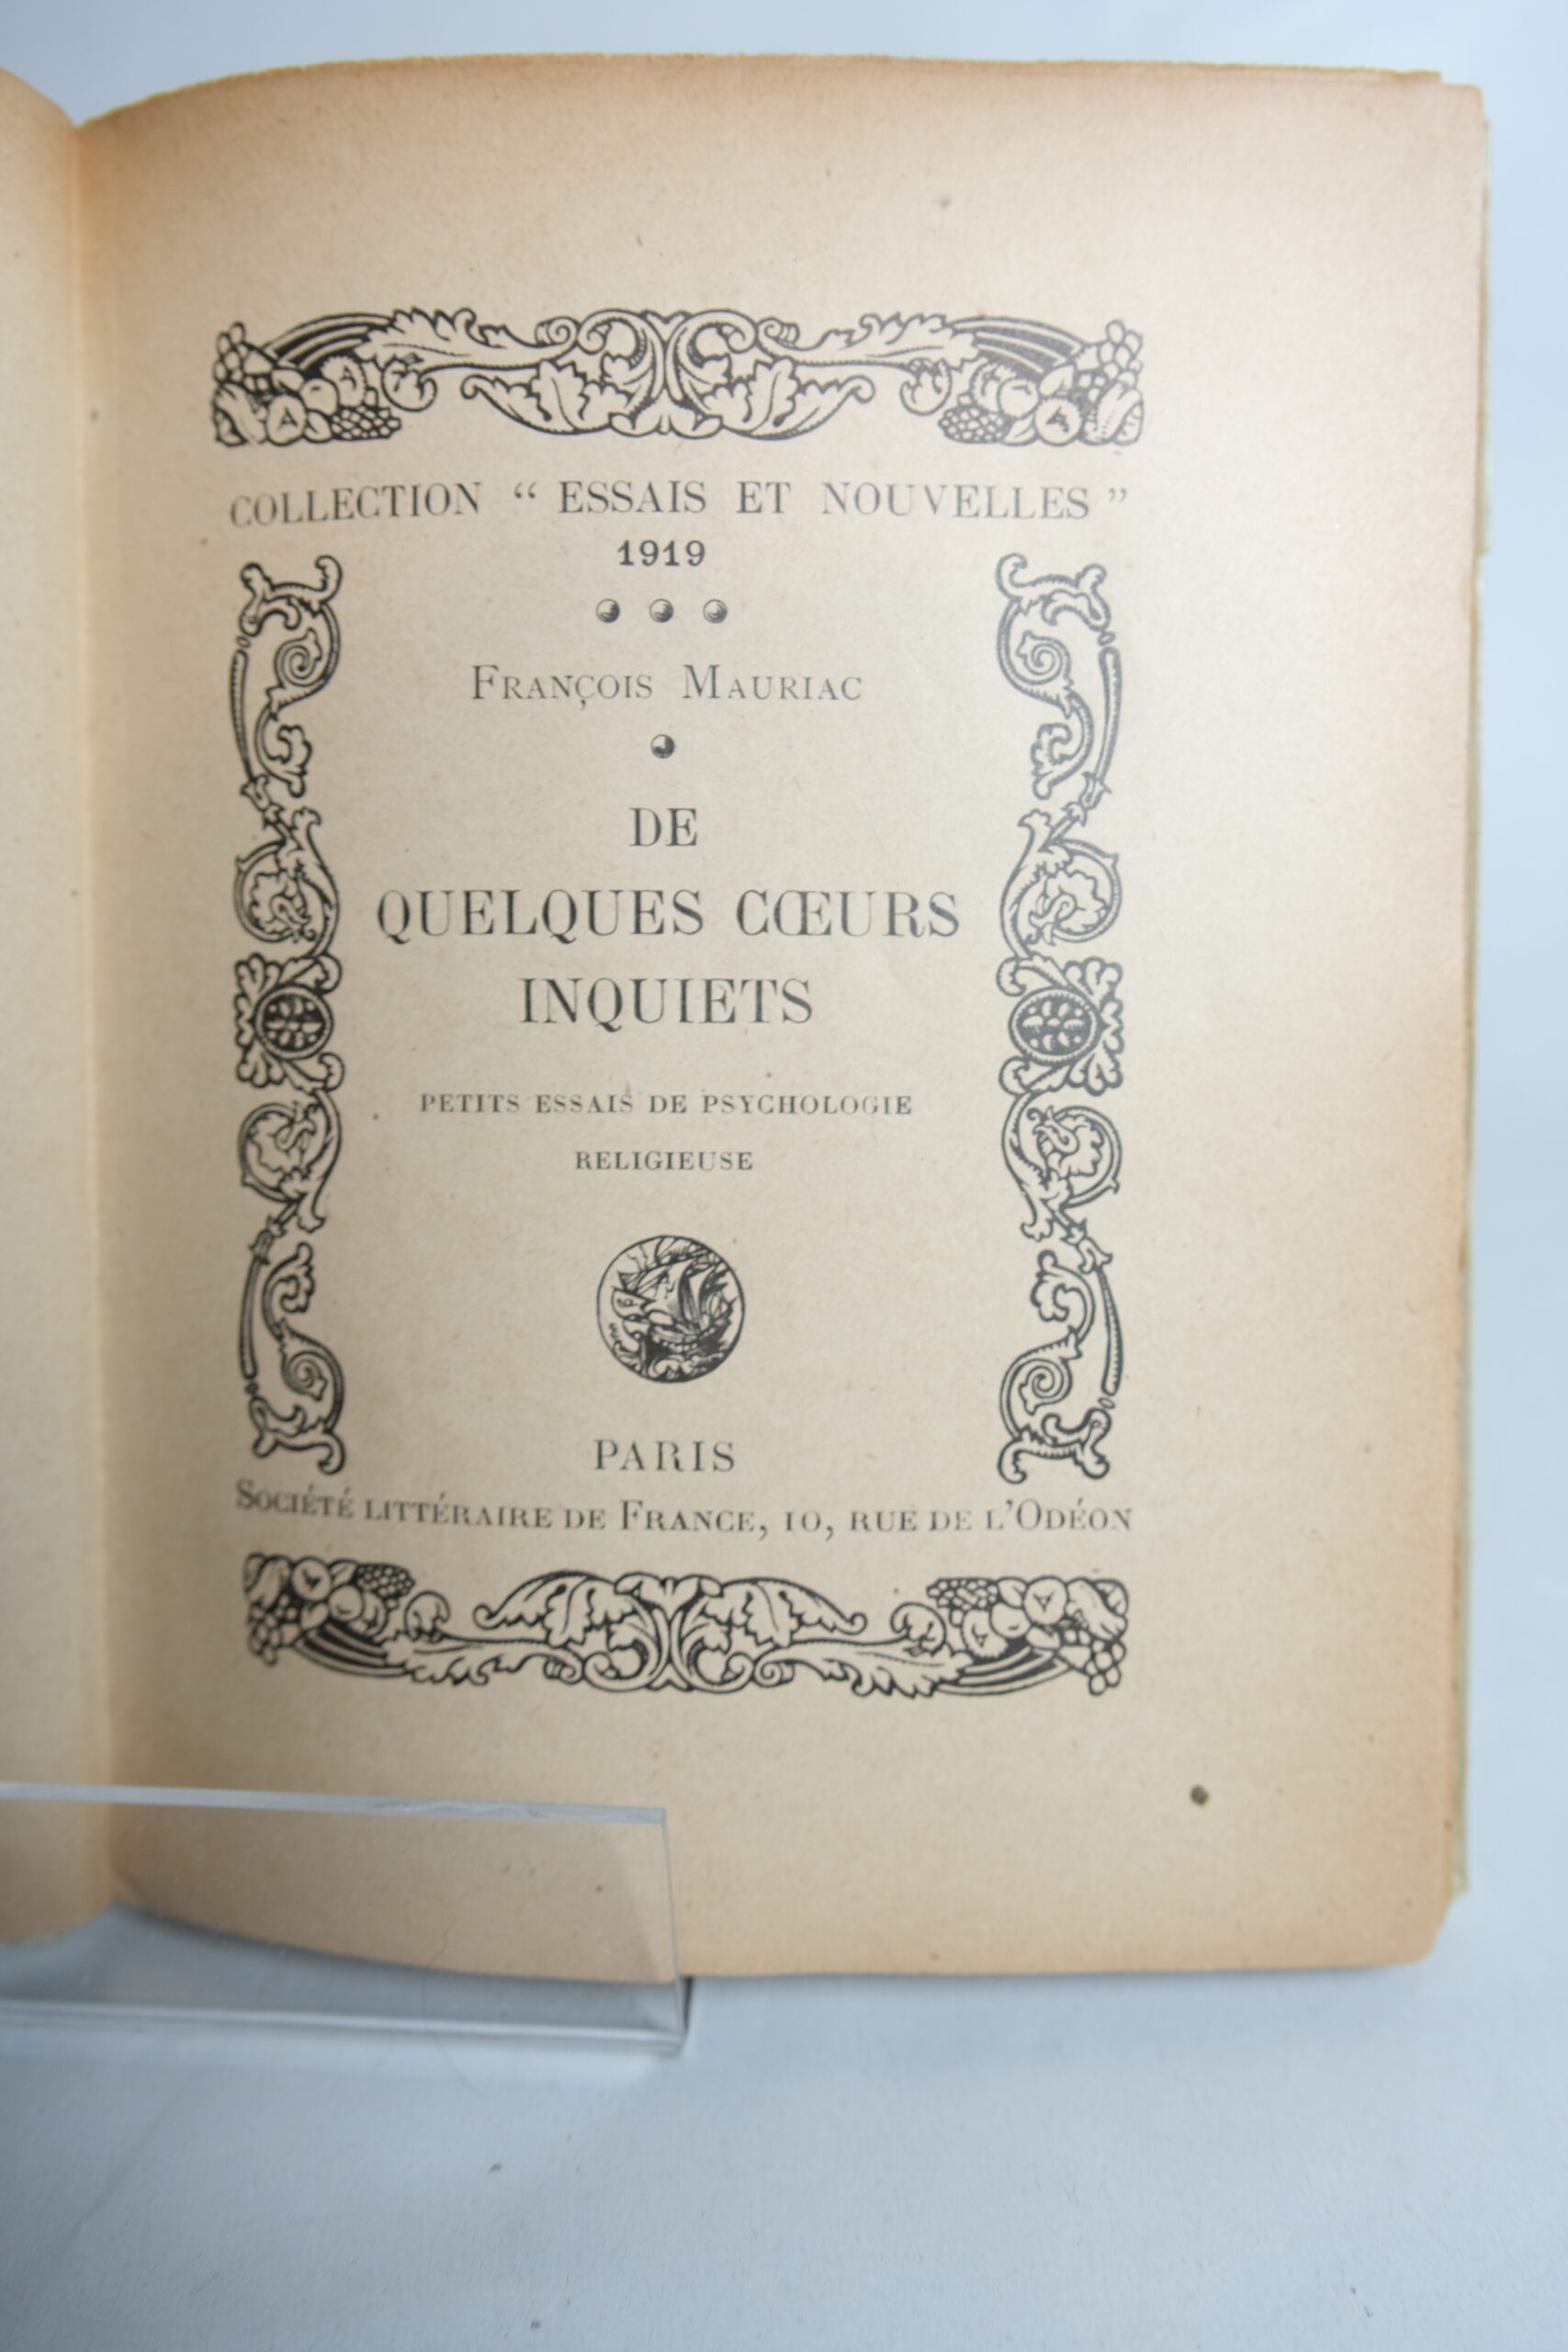 COLLECTION “ ESSAIS ET NOUVELLES ”
1919
François Mauriac
DE
QUELQUES CŒURS
INQUIETS
PETITS ESSAIS DE PSYCHOLOGIE
RELIGIEUSE
PARIS
Société littéraire de France, 10, rue de l'Odéon